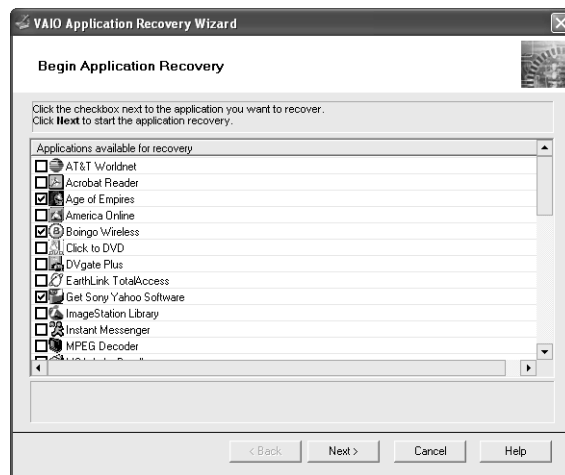 VAIO Application Recovery Wizard
Begin Application Recovery
Click the checkbox next to the application you want to recover.
Click Next to start the application recovery.
Applications available for recovery
AT&T Worldnet
Acrobat Reader
Age of Empires
America Online
Boingo Wireless
Click to DVD
DVgate Plus
EarthLink TotalAccess
Get Sony Yahoo Software
ImageStation Library
Instant Messenger
MPEG Decoder
< Back
Next >
Cancel
Help